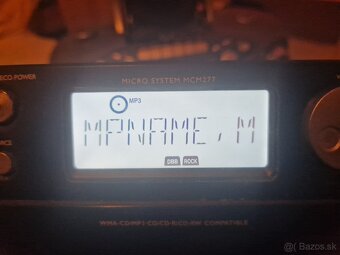 ECO-POWER
MICRO SYSTEM MCM277
MP3
MPNAME/M
DBB ROCK
WMA-CD/MP3-CD/CD/CD-R/CD-RW COMPATIBLE
© Bazos.sk